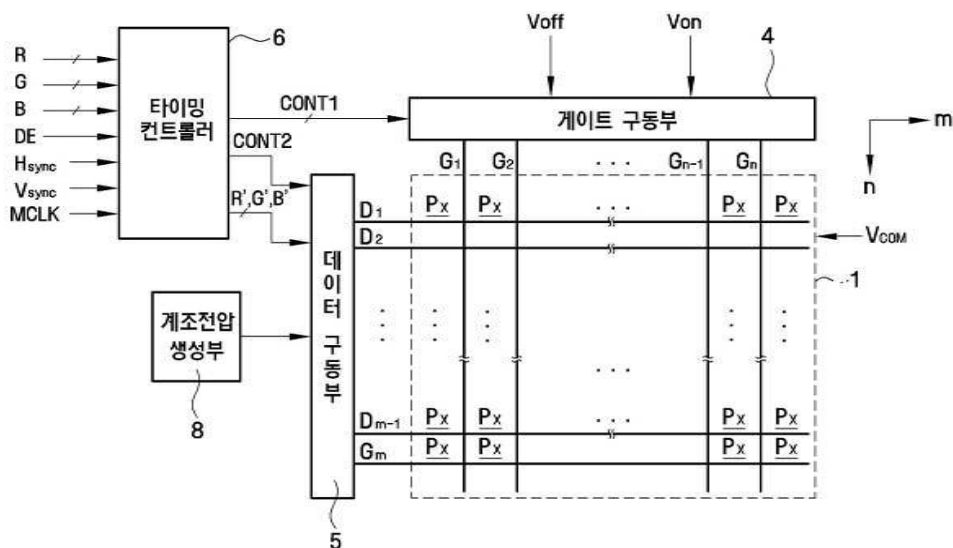 Voff Von
6
4
R
G
B
DE
Hsync
Vsync
MCLK
타이밍
컨트롤러
CONT1
CONT2
R',G',B'
게이트 구동부
m
n
G1 G2 ··· Gn-1 Gn
D1 Px Px ··· Px Px
D2
VCOM
1
데이터 구동부
계조전압
생성부
8
Dm-1 Px Px ··· Px Px
Gm Px Px Px Px
5